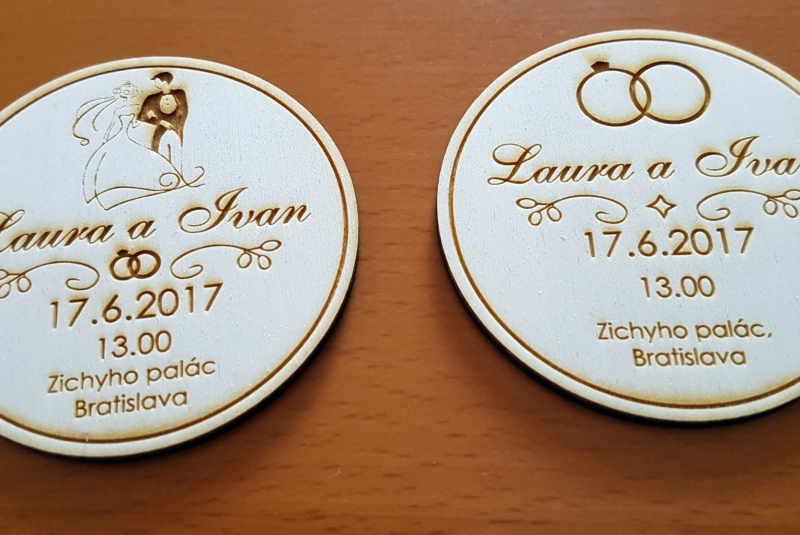 Laura a Ivan
17.6.2017
13.00
Zichyho palác
Bratislava
Laura a Iva
17.6.2017
13.00
Zichyho palác,
Bratislava